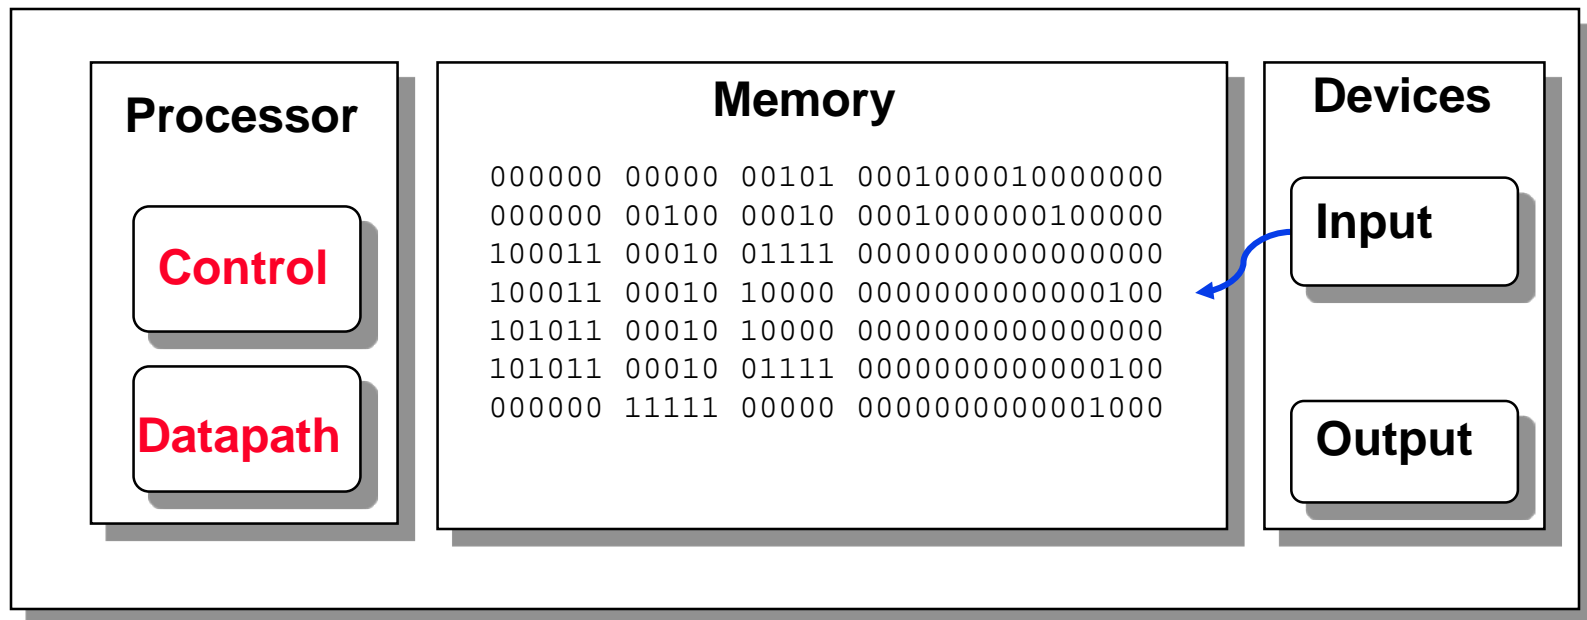 Processor
Control
Datapath
Memory
000000 00000 00101 0001000010000000
000000 00100 00010 0001000000100000
100011 00010 01111 0000000000000000
100011 00010 10000 0000000000000100
101011 00010 10000 0000000000000000
101011 00010 01111 0000000000000100
000000 11111 00000 0000000000001000
Devices
Input
Output